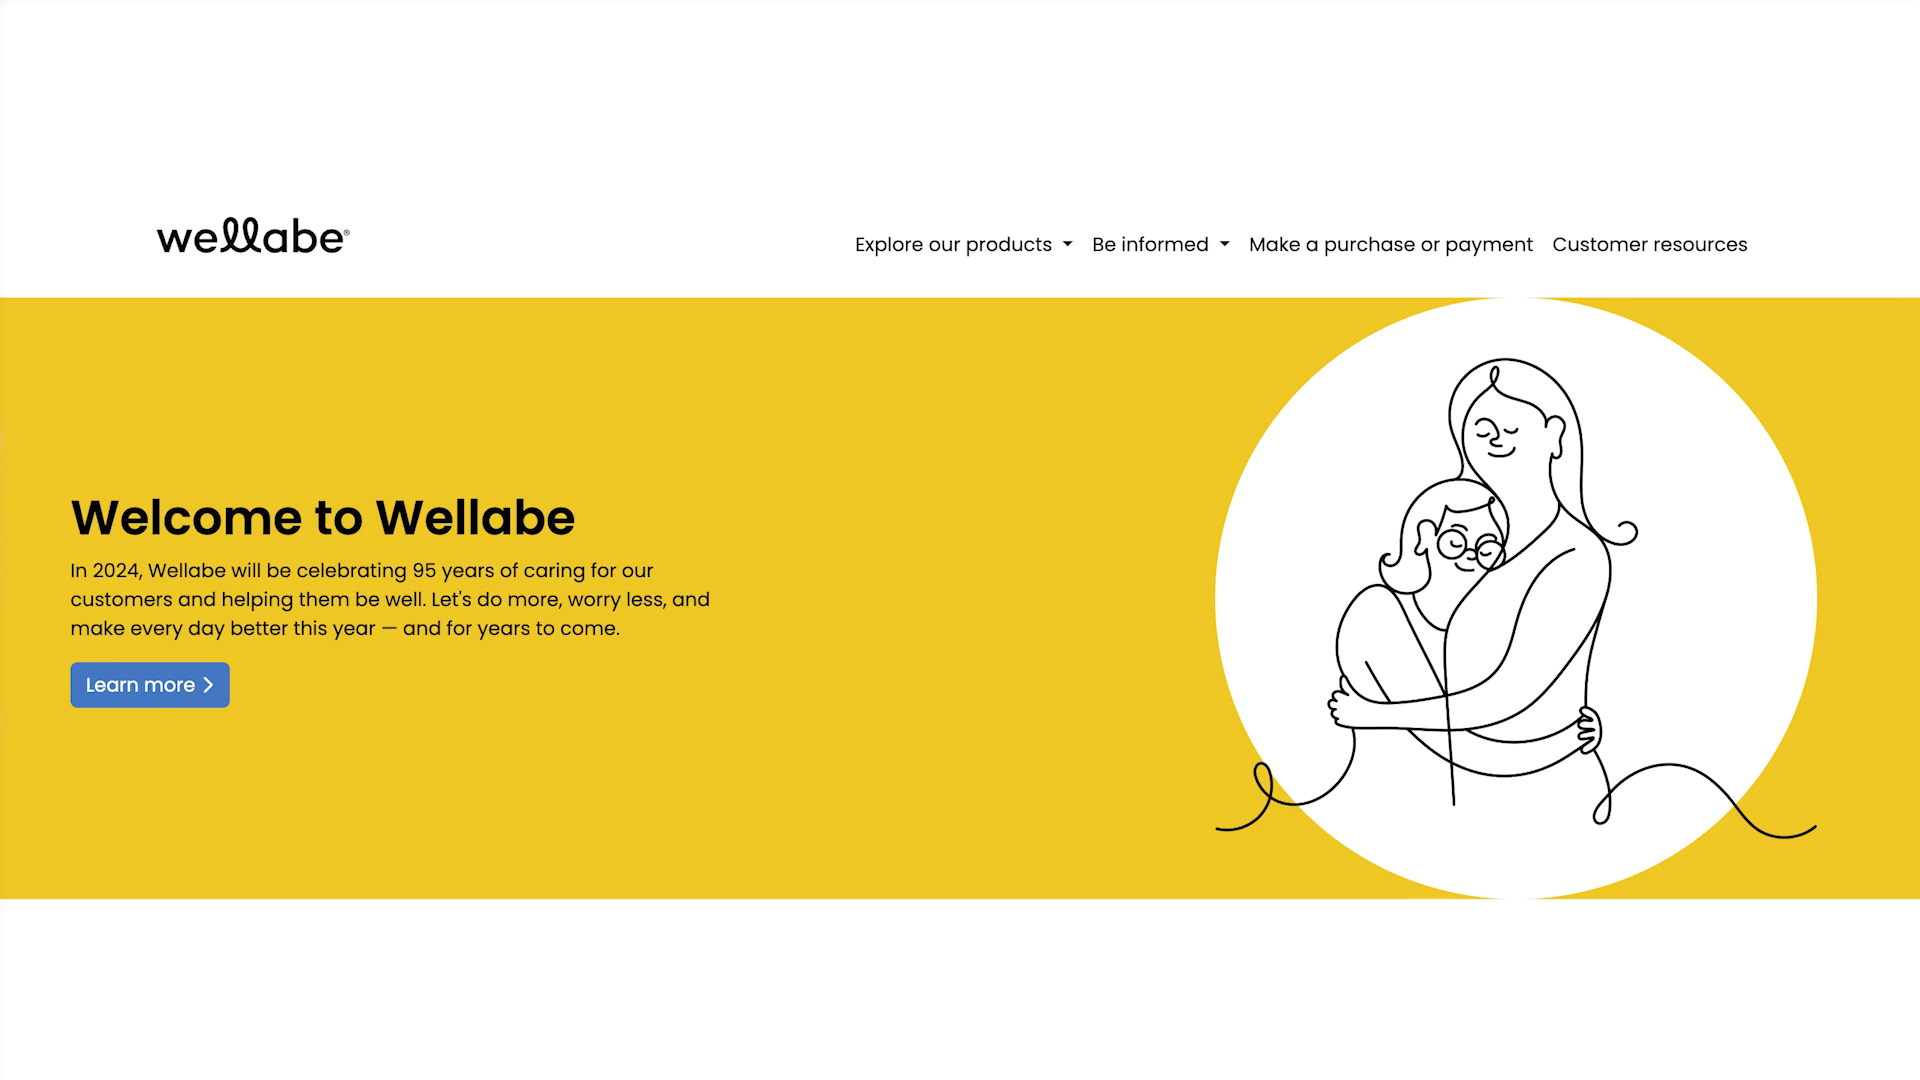 wellabe®
Explore our products
Be informed
Make a purchase or payment
Customer resources
Welcome to Wellabe
In 2024, Wellabe will be celebrating 95 years of caring for our
customers and helping them be well. Let's do more, worry less, and
make every day better this year — and for years to come.
Learn more